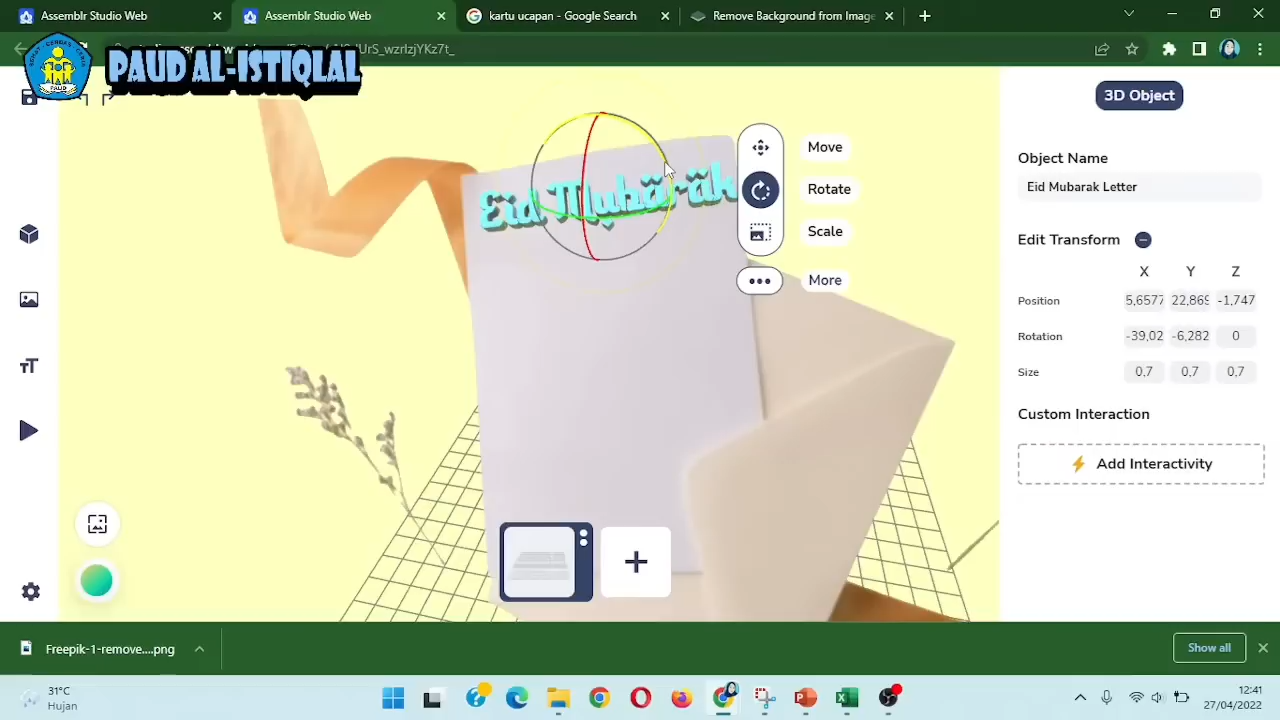 Assemblr Studio Web
Assemblr Studio Web
kartu ucapan - Google Search
Remove Background from Image
UrS_wzrIzjYKz7t_
PAUD AL-ISTIQLAL
3D Object
Object Name
Eid Mubarak Letter
Edit Transform
X Y Z
Position 5,6577 22,869 -1,747
Rotation -39,02 -6,282 0
Size 0,7 0,7 0,7
Custom Interaction
Add Interactivity
Eid Mubarak
Move
Rotate
Scale
More
Freepik-1-remove....png
Show all
31°C
Hujan
12:41
27/04/2022